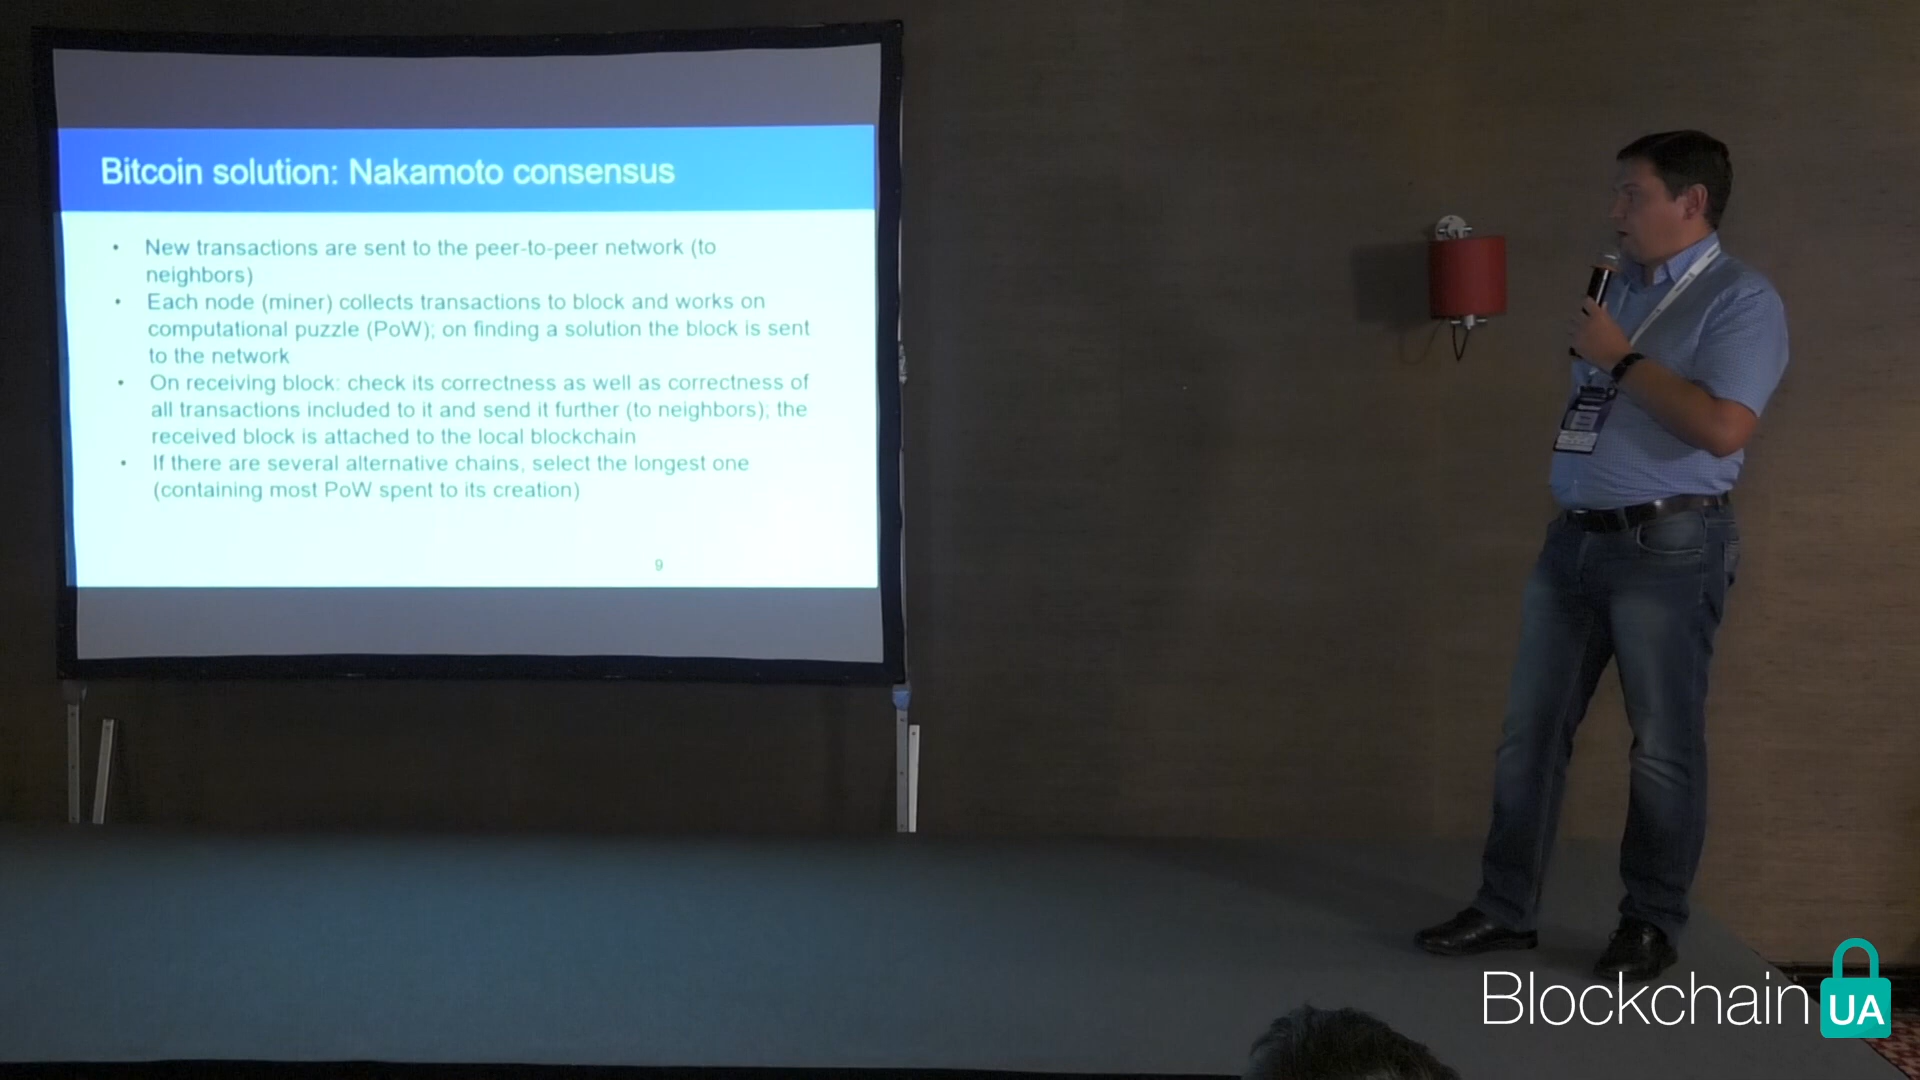 Bitcoin solution: Nakamoto consensus
• New transactions are sent to the peer-to-peer network (to
neighbors)
• Each node (miner) collects transactions to block and works on
computational puzzle (PoW); on finding a solution the block is sent
to the network
• On receiving block: check its correctness as well as correctness of
all transactions included to it and send it further (to neighbors); the
received block is attached to the local blockchain
• If there are several alternative chains, select the longest one
(containing most PoW spent to its creation)
9
Blockchain UA